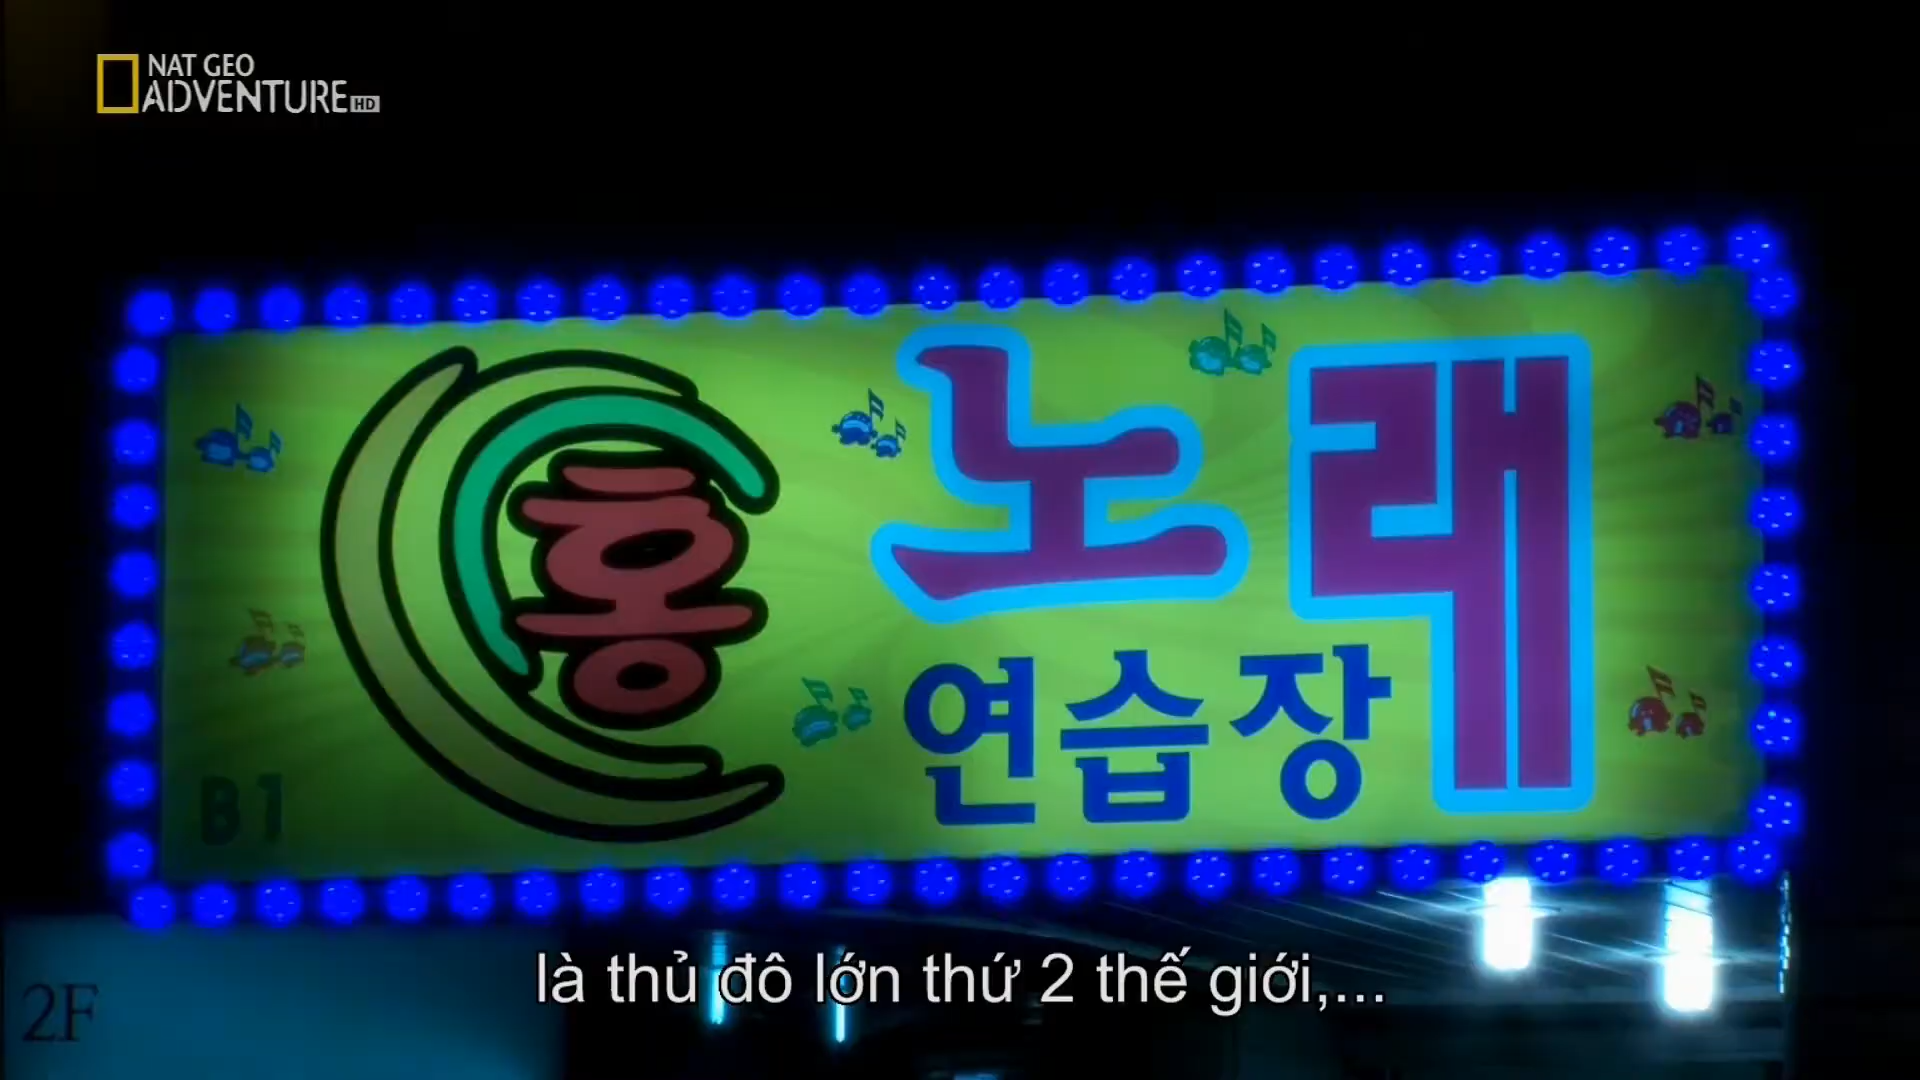 NAT GEO
ADVENTURE HD
홍 노래
연습장
B1
2F
là thủ đô lớn thứ 2 thế giới,...